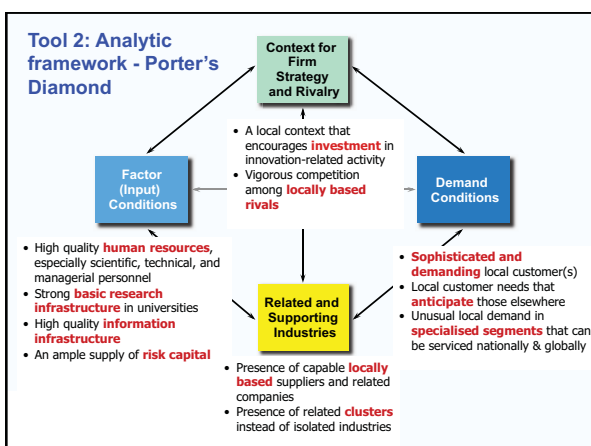 Tool 2: Analytic
framework - Porter's
Diamond
Context for
Firm
Strategy
and Rivalry
• A local context that
encourages investment in
innovation-related activity
• Vigorous competition
among locally based
rivals
Factor
(Input)
Conditions
Demand
Conditions
• High quality human resources,
especially scientific, technical, and
managerial personnel
• Strong basic research
infrastructure in universities
• High quality information
infrastructure
• An ample supply of risk capital
• Sophisticated and
demanding local customer(s)
• Local customer needs that
anticipate those elsewhere
• Unusual local demand in
specialised segments that can
be serviced nationally & globally
Related and
Supporting
Industries
• Presence of capable locally
based suppliers and related
companies
• Presence of related clusters
instead of isolated industries